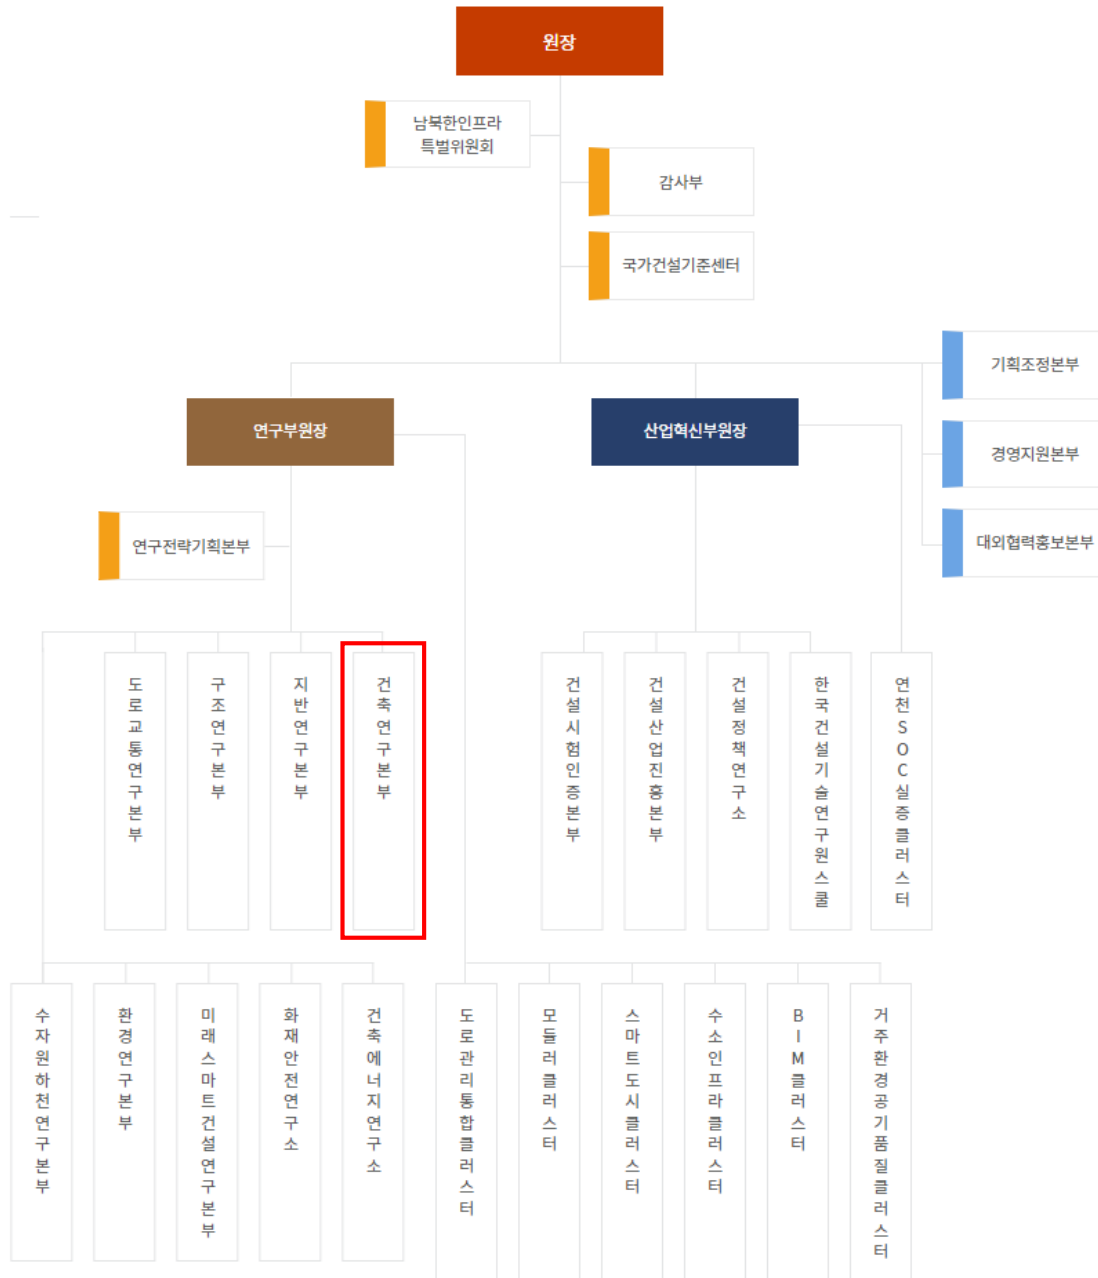 원장
남북한인프라
특별위원회
감사부
국가건설기준센터
기획조정본부
연구부원장
산업혁신부원장
경영지원본부
연구전략기획본부
대외협력홍보본부
도로교통연구본부
구조연구본부
지반연구본부
건축연구본부
건설시험인증본부
건설산업진흥본부
건설정책연구소
한국건설기술연구원스쿨
연천SOC실증클러스터
수자원하천연구본부
환경연구본부
미래스마트건설연구본부
화재안전연구소
건축에너지연구소
도로관리통합클러스터
모듈러클러스터
스마트도시클러스터
수소인프라클러스터
BIM클러스터
거주환경공기품질클러스터